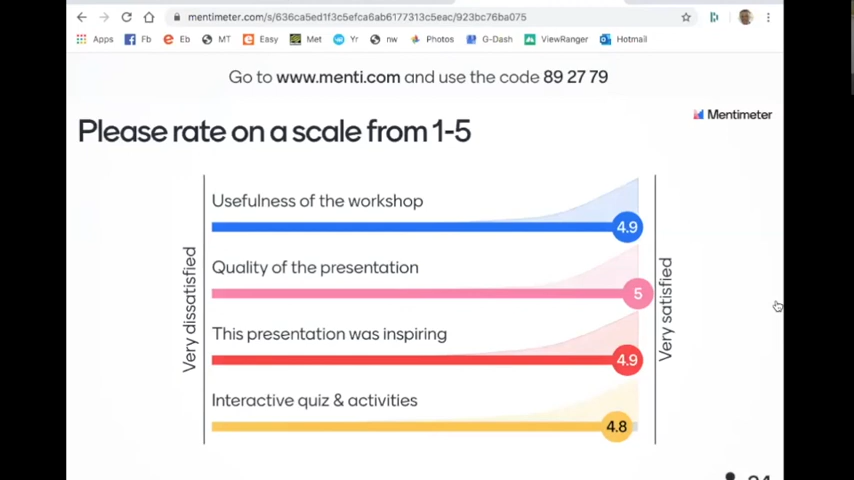 mentimeter.com/s/636ca5ed1f3c5efca6ab6177313c5eac/923bc76ba075
Apps Fb Eb MT Easy Met Yr nw Photos G-Dash ViewRanger Hotmail
Go to www.menti.com and use the code 89 27 79
Mentimeter
Please rate on a scale from 1-5
Very dissatisfied
Usefulness of the workshop
4.9
Quality of the presentation
5
This presentation was inspiring
4.9
Interactive quiz & activities
4.8
Very satisfied